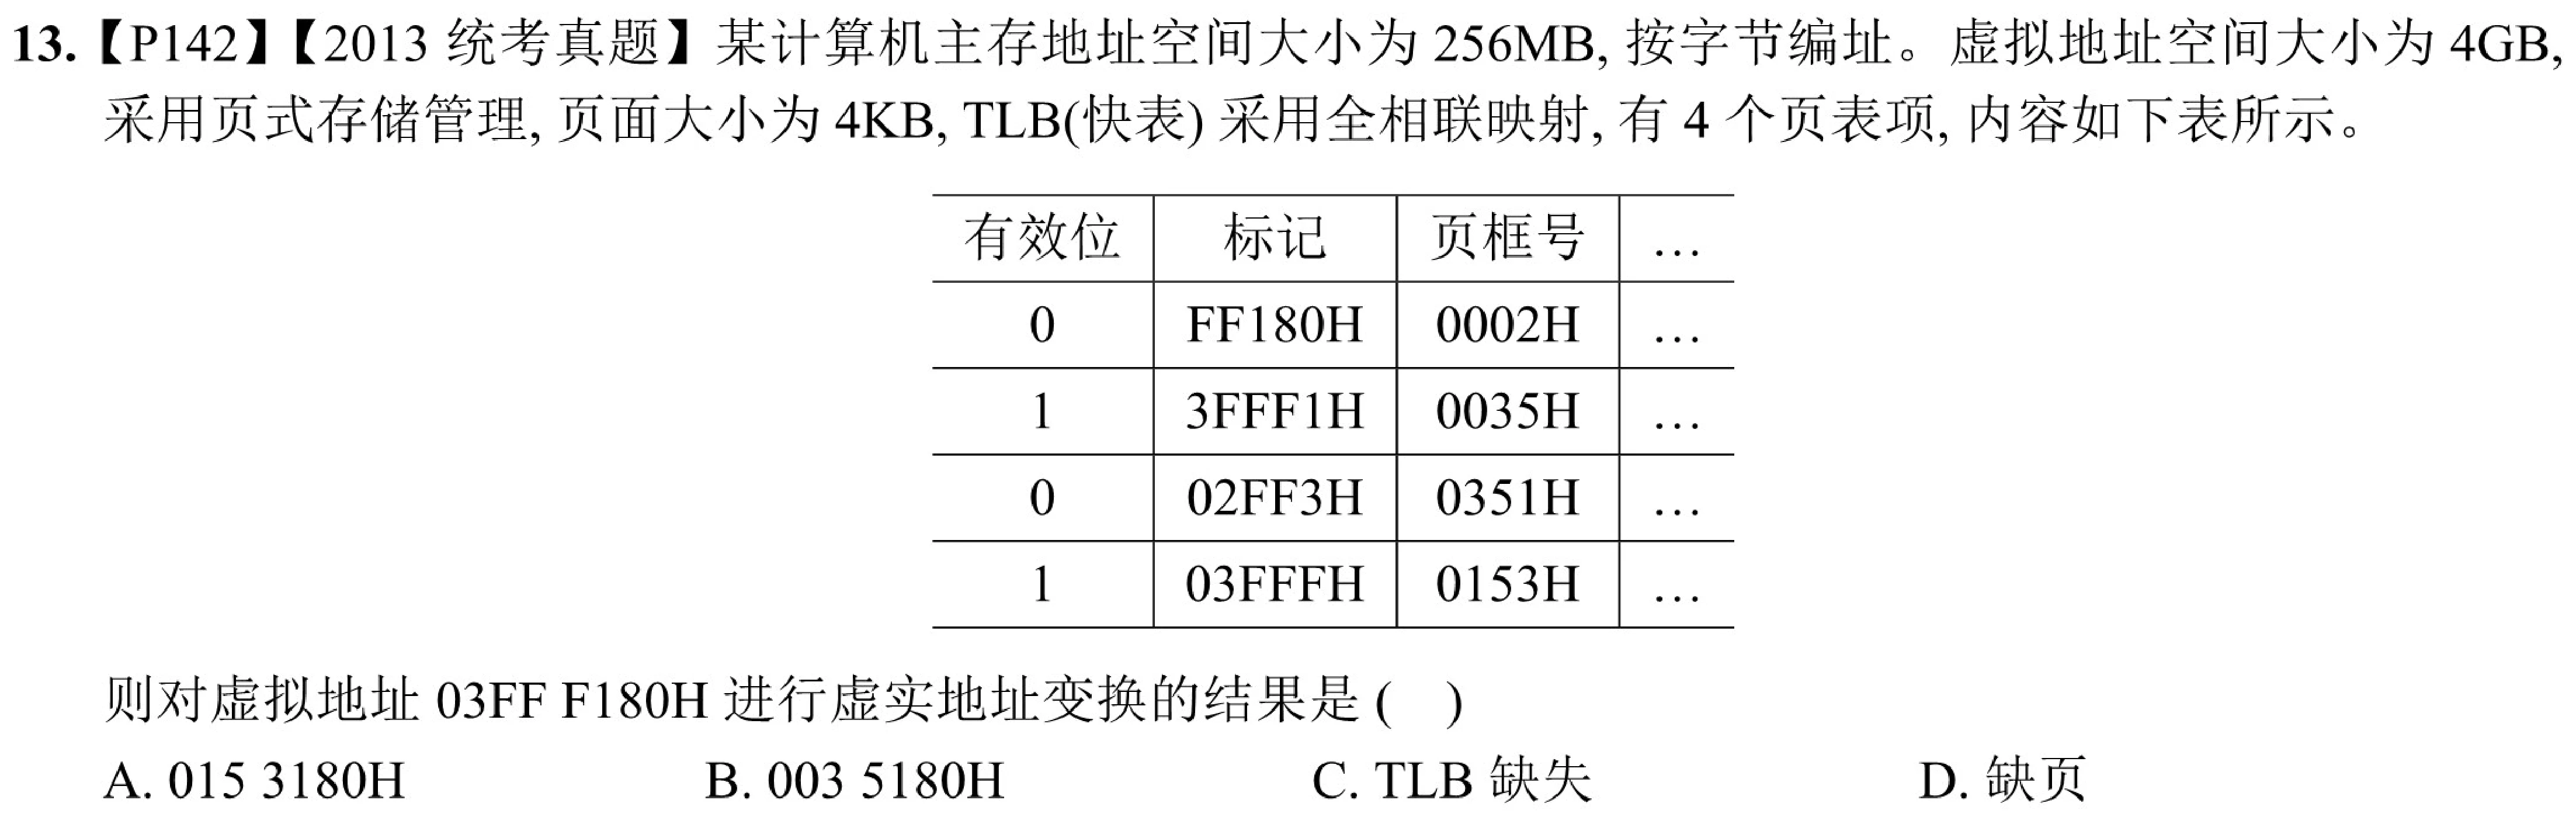 13.【P142】【2013 统考真题】某计算机主存地址空间大小为 256MB, 按字节编址。虚拟地址空间大小为 4GB,
采用页式存储管理, 页面大小为 4KB, TLB(快表) 采用全相联映射, 有 4 个页表项, 内容如下表所示。
有效位 标记 页框号 …
0 FF180H 0002H …
1 3FFF1H 0035H …
0 02FF3H 0351H …
1 03FFFH 0153H …
则对虚拟地址 03FF F180H 进行虚实地址变换的结果是 ( )
A. 015 3180H B. 003 5180H C. TLB 缺失 D. 缺页